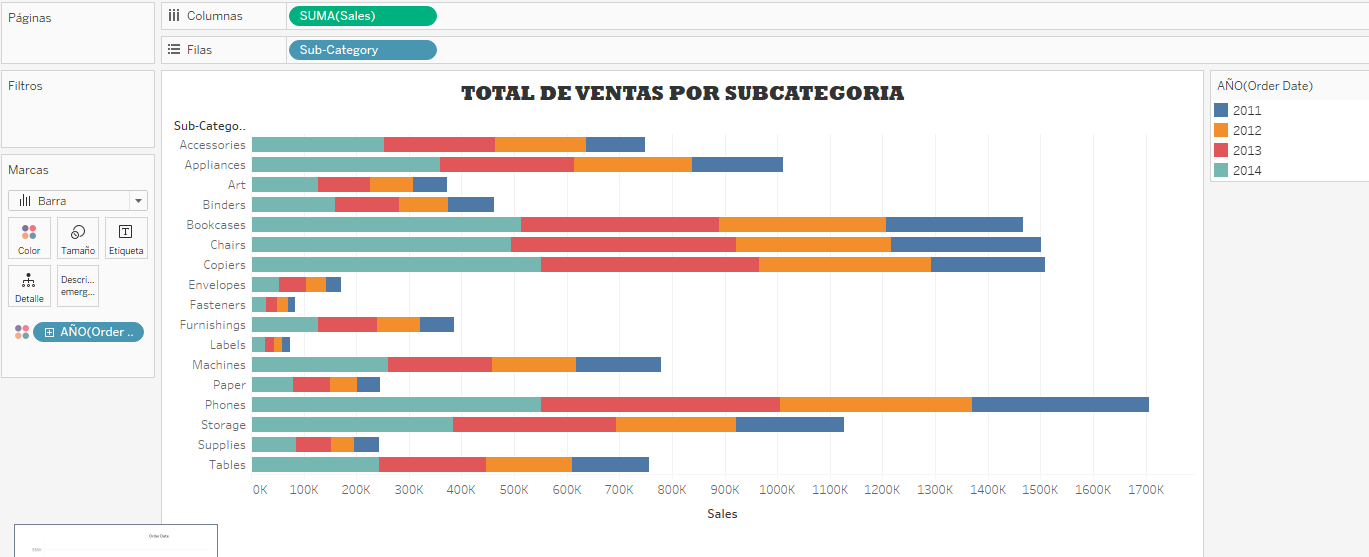 Páginas
Columnas
SUMA(Sales)
Filas
Sub-Category
Filtros
Marcas
Barra
Color
Tamaño
Etiqueta
Detalle
Descri...
emerg...
AÑO(Order ..
TOTAL DE VENTAS POR SUBCATEGORIA
Sub-Catego..
Accessories
Appliances
Art
Binders
Bookcases
Chairs
Copiers
Envelopes
Fasteners
Furnishings
Labels
Machines
Paper
Phones
Storage
Supplies
Tables
0K 100K 200K 300K 400K 500K 600K 700K 800K 900K 1000K 1100K 1200K 1300K 1400K 1500K 1600K 1700K
Sales
AÑO(Order Date)
2011
2012
2013
2014
Order Date